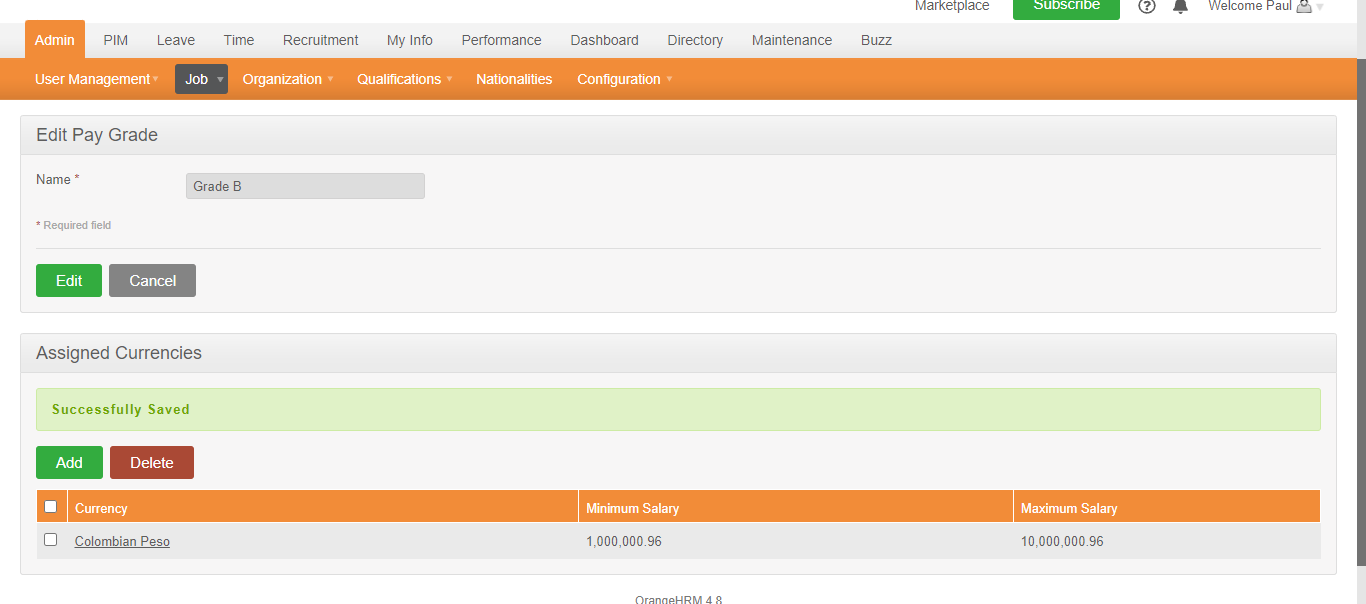 Marketplace Subscribe Welcome Paul
Admin PIM Leave Time Recruitment My Info Performance Dashboard Directory Maintenance Buzz
User Management Job Organization Qualifications Nationalities Configuration
Edit Pay Grade
Name * Grade B
* Required field
Edit Cancel
Assigned Currencies
Successfully Saved
Add Delete
Currency Minimum Salary Maximum Salary
Colombian Peso 1,000,000.96 10,000,000.96
OrangeHRM 4.8